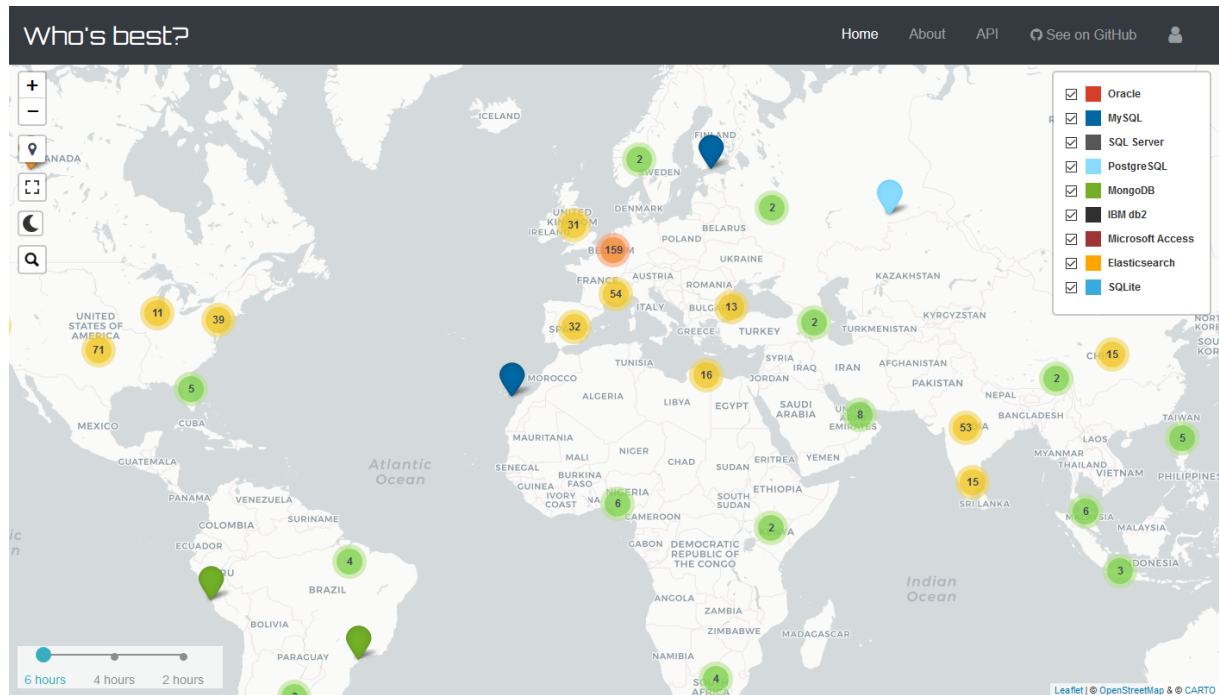 Who's best?
Home
About
API
See on GitHub
+
−
Oracle
MySQL
SQL Server
PostgreSQL
MongoDB
IBM db2
Microsoft Access
Elasticsearch
SQLite
ICELAND
FINLAND
2
SWEDEN
2
UNITED
KINGDOM
31
IRELAND
DENMARK
BELARUS
POLAND
159
UKRAINE
FRANCE
54
AUSTRIA
ROMANIA
KAZAKHSTAN
ITALY
13
11
39
UNITED
STATES OF
AMERICA
71
32
GREECE
TURKEY
2
TURKMENISTAN
KYRGYZSTAN
NORT
KORE
SOU
KOR
15
TUNISIA
16
SYRIA
IRAQ
IRAN
AFGHANISTAN
JORDAN
PAKISTAN
2
NEPAL
5
MOROCCO
ALGERIA
LIBYA
EGYPT
SAUDI
ARABIA
8
EMIRATES
BANGLADESH
MEXICO
CUBA
53
TAIWAN
5
MAURITANIA
MALI
NIGER
CHAD
SUDAN
ERITREA
YEMEN
LAOS
MYANMAR
THAILAND
VIETNAM
PHILIPPINES
GUATEMALA
Atlantic
Ocean
SENEGAL
BURKINA
FASO
GUINEA
IVORY
COAST
NIGERIA
6
CAMEROON
SOUTH
SUDAN
ETHIOPIA
15
SRI LANKA
PANAMA
VENEZUELA
SURINAME
COLOMBIA
2
6
MALAYSIA
ECUADOR
GABON
DEMOCRATIC
REPUBLIC OF
THE CONGO
4
3
BRAZIL
Indian
Ocean
ANGOLA
ZAMBIA
BOLIVIA
ZIMBABWE
MADAGASCAR
PARAGUAY
NAMIBIA
4
6 hours
4 hours
2 hours
Leaflet | © OpenStreetMap & © CARTO